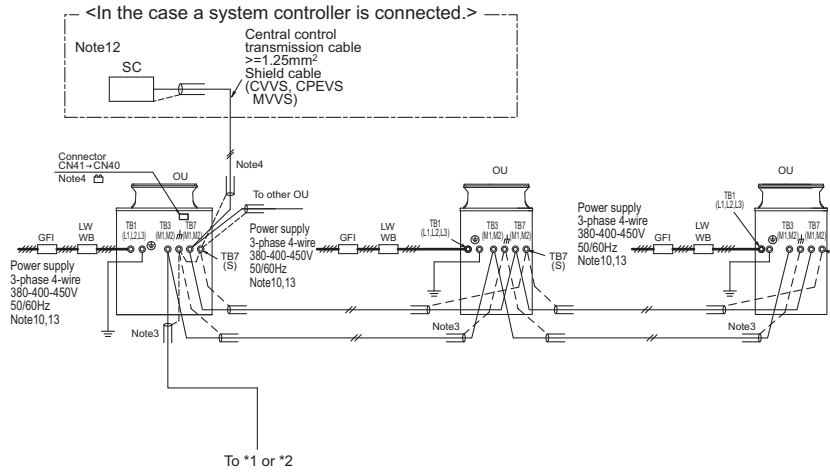 <In the case a system controller is connected.>
Note12
SC
Central control
transmission cable
>=1.25mm²
Shield cable
(CVVS, CPEVS
MVVS)
Connector
CN41→CN40
Note4
OU
Note4
To other OU
GFI
LW
WB
TB1
(L1,L2,L3)
TB3
(M1,M2)
TB7
(M1,M2)
TB7
(S)
Power supply
3-phase 4-wire
380-400-450V
50/60Hz
Note10,13
Note3
Power supply
3-phase 4-wire
380-400-450V
50/60Hz
Note10,13
GFI
LW
WB
OU
TB1
(L1,L2,L3)
TB3
(M1,M2)
TB7
(M1,M2)
TB7
(S)
Note3
Power supply
3-phase 4-wire
380-400-450V
50/60Hz
Note10,13
GFI
LW
WB
OU
TB1
(L1,L2,L3)
TB3
(M1,M2)
TB7
(M1,M2)
Note3
To *1 or *2